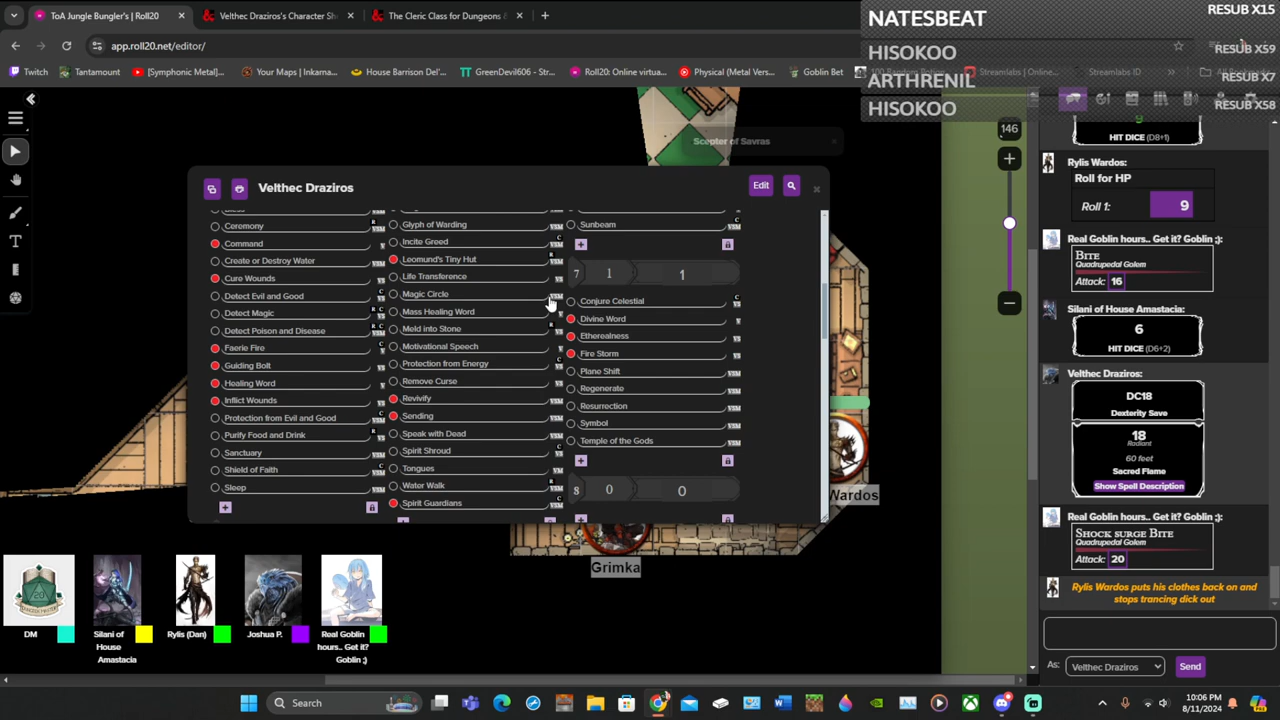 ToA Jungle Bungler's | Roll20
Velthec Draziros's Character Sh
The Cleric Class for Dungeons &
app.roll20.net/editor/
Twitch
Tantamount
[Symphonic Metal]...
Your Maps | Inkarna...
House Barrison Del'...
GreenDevil606 - Str...
Roll20: Online virtua...
Physical (Metal Vers...
Goblin Bet
Streamlabs | Online...
Streamlabs ID
NATESBEAT
RESUB X15
HISOKOO
RESUB X59
ARTHRENIL
RESUB X7
HISOKOO
RESUB X58
Scepter of Savras
146
Velthec Draziros
Edit
Ceremony
Command
Create or Destroy Water
Cure Wounds
Detect Evil and Good
Detect Magic
Detect Poison and Disease
Faerie Fire
Guiding Bolt
Healing Word
Inflict Wounds
Protection from Evil and Good
Purify Food and Drink
Sanctuary
Shield of Faith
Sleep
Glyph of Warding
Incite Greed
Leomund's Tiny Hut
Life Transference
Magic Circle
Mass Healing Word
Meld into Stone
Motivational Speech
Protection from Energy
Remove Curse
Revivify
Sending
Speak with Dead
Spirit Shroud
Tongues
Water Walk
Spirit Guardians
Sunbeam
7 1 1
Conjure Celestial
Divine Word
Etherealness
Fire Storm
Plane Shift
Regenerate
Resurrection
Symbol
Temple of the Gods
8 0 0
Wardos
Grimka
DM
Silani of
House
Amastacia
Rylis (Dan)
Joshua P.
Real Goblin
hours.. Get it?
Goblin ;)
9
HIT DICE (D8+1)
Rylis Wardos:
Roll for HP
Roll 1: 9
Real Goblin hours.. Get it? Goblin ;):
BITE
Quadrupedal Golem
Attack: 16
Silani of House Amastacia:
6
HIT DICE (D6+2)
Velthec Draziros:
DC18
Dexterity Save
18
Radiant
60 feet
Sacred Flame
Show Spell Description
Real Goblin hours.. Get it? Goblin ;):
SHOCK SURGE BITE
Quadrupedal Golem
Attack: 20
Rylis Wardos puts his clothes back on and
stops trancing dick out
As: Velthec Draziros
Send
Search
10:06 PM
8/11/2024